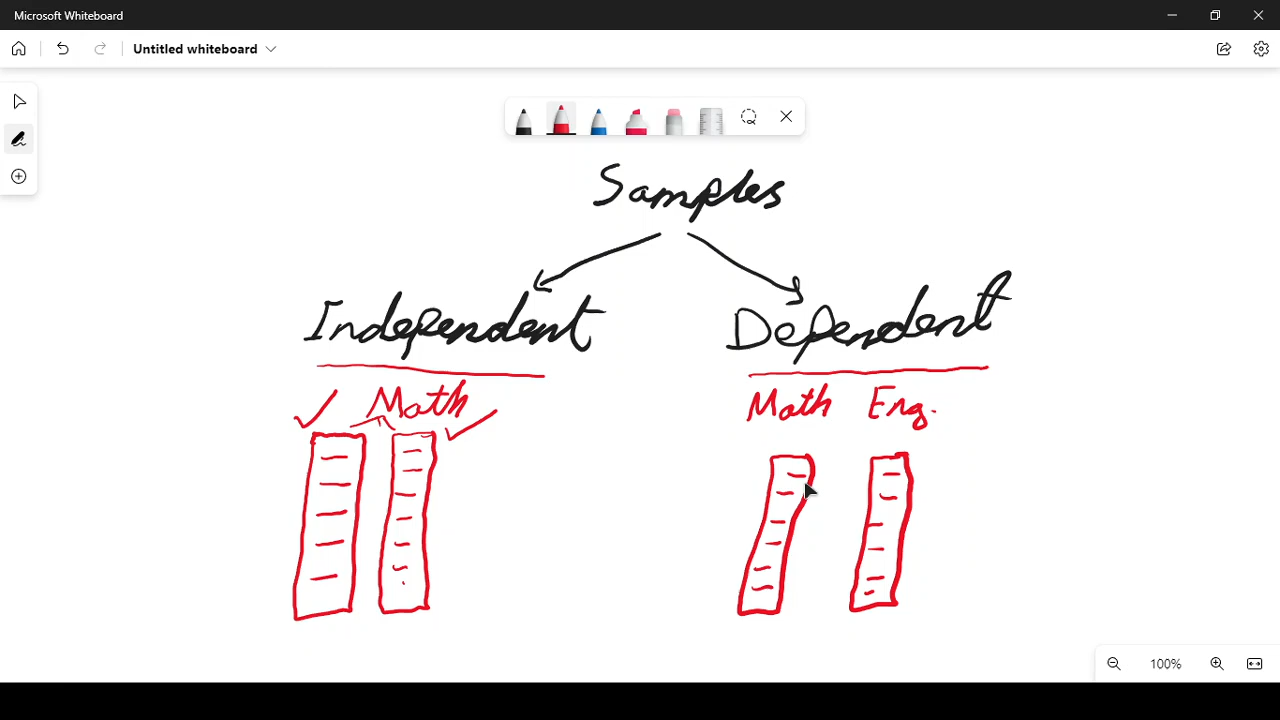 Microsoft Whiteboard
Untitled whiteboard
Samples
Independent Dependent
Math Math Eng.
100%